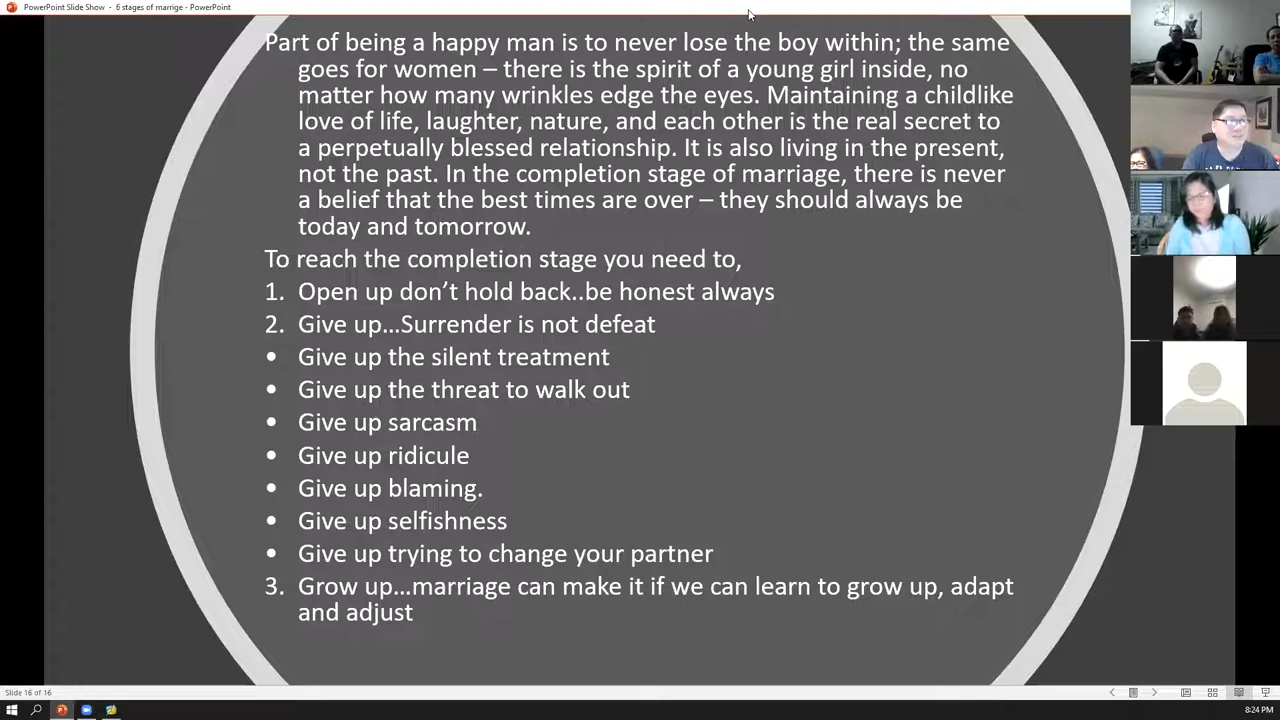 PowerPoint Slide Show - 6 stages of marrige - PowerPoint
Part of being a happy man is to never lose the boy within; the same
goes for women – there is the spirit of a young girl inside, no
matter how many wrinkles edge the eyes. Maintaining a childlike
love of life, laughter, nature, and each other is the real secret to
a perpetually blessed relationship. It is also living in the present,
not the past. In the completion stage of marriage, there is never
a belief that the best times are over – they should always be
today and tomorrow.
To reach the completion stage you need to,
1. Open up don’t hold back..be honest always
2. Give up...Surrender is not defeat
• Give up the silent treatment
• Give up the threat to walk out
• Give up sarcasm
• Give up ridicule
• Give up blaming.
• Give up selfishness
• Give up trying to change your partner
3. Grow up...marriage can make it if we can learn to grow up, adapt
and adjust
Slide 16 of 16
8:24 PM